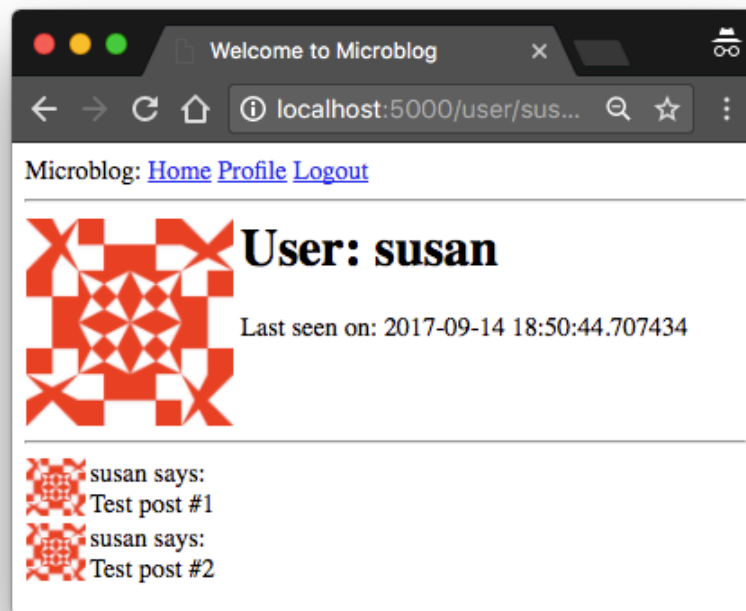 Welcome to Microblog
localhost:5000/user/sus...
Microblog: Home Profile Logout
User: susan
Last seen on: 2017-09-14 18:50:44.707434
susan says:
Test post #1
susan says:
Test post #2